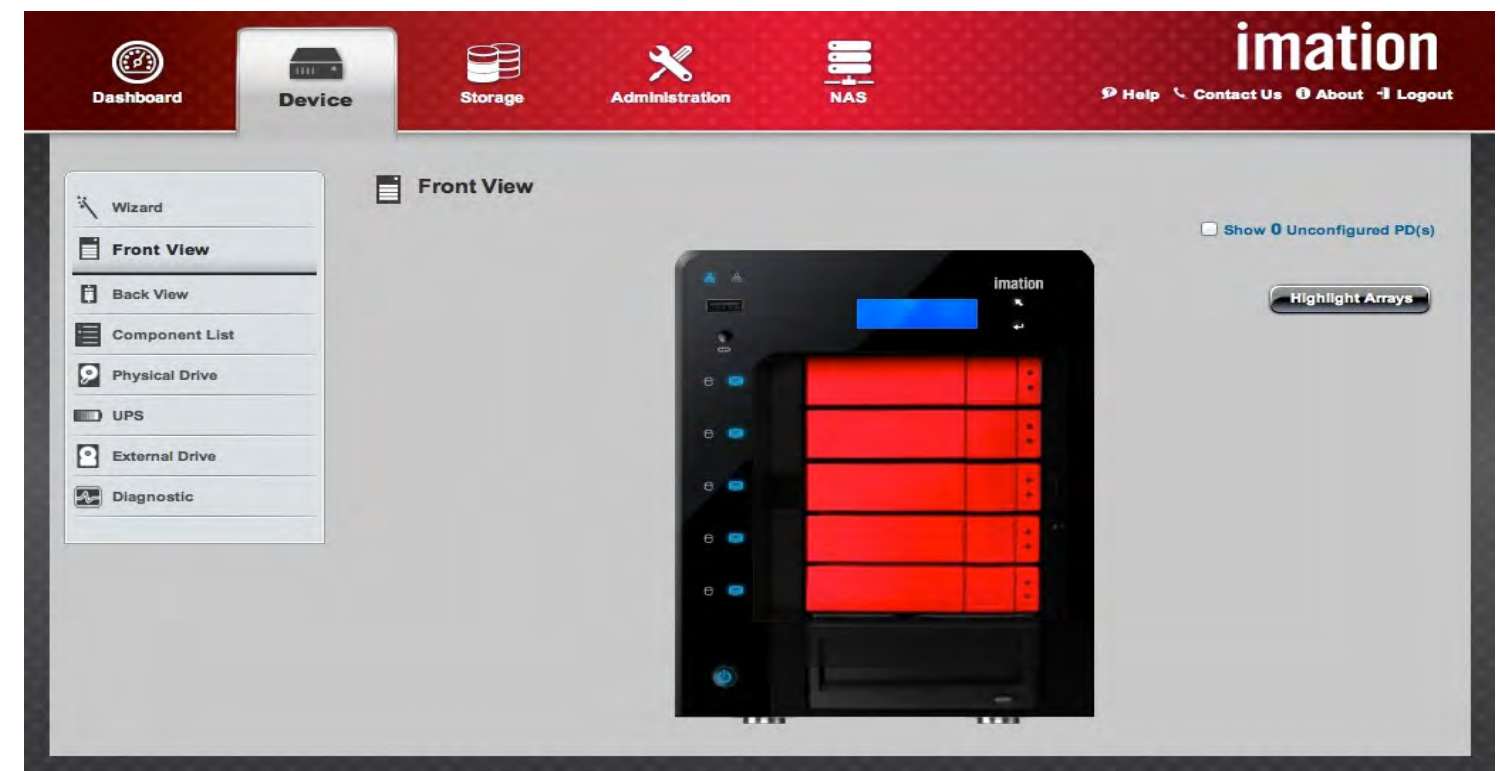 imation
Dashboard
Device
Storage
Administration
NAS
Help
Contact Us
About
Logout
Wizard
Front View
Back View
Component List
Physical Drive
UPS
External Drive
Diagnostic
Front View
Show 0 Unconfigured PD(s)
Highlight Arrays
imation